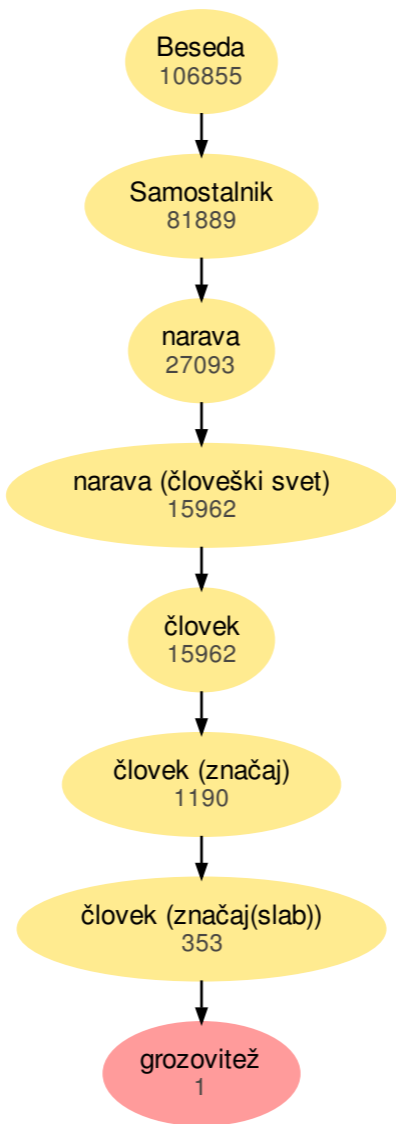 Beseda
106855
Samostalnik
81889
narava
27093
narava (človeški svet)
15962
človek
15962
človek (značaj)
1190
človek (značaj(slab))
353
grozovitež
1